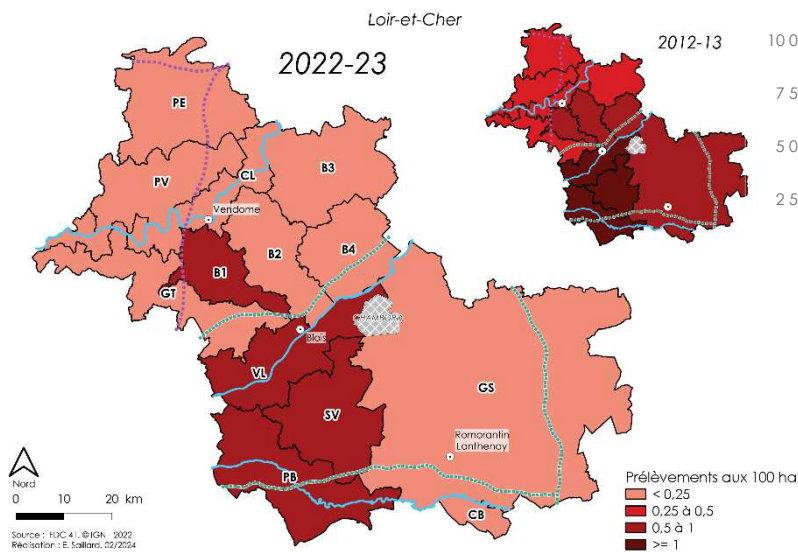 Loir-et-Cher
2022-23
2012-13
100
75
50
25
PE
PV
CL
B3
Vendome
B1
B2
B4
GT
CHAMBORD
Blois
VL
GS
SV
Romorantin
Lanthenay
PB
CB
Nord
0 10 20 km
Source : FDC 41, © IGN 2022
Réalisation : E. Saillard, 02/2024
Prélèvements aux 100 ha
< 0,25
0,25 à 0,5
0,5 à 1
>= 1